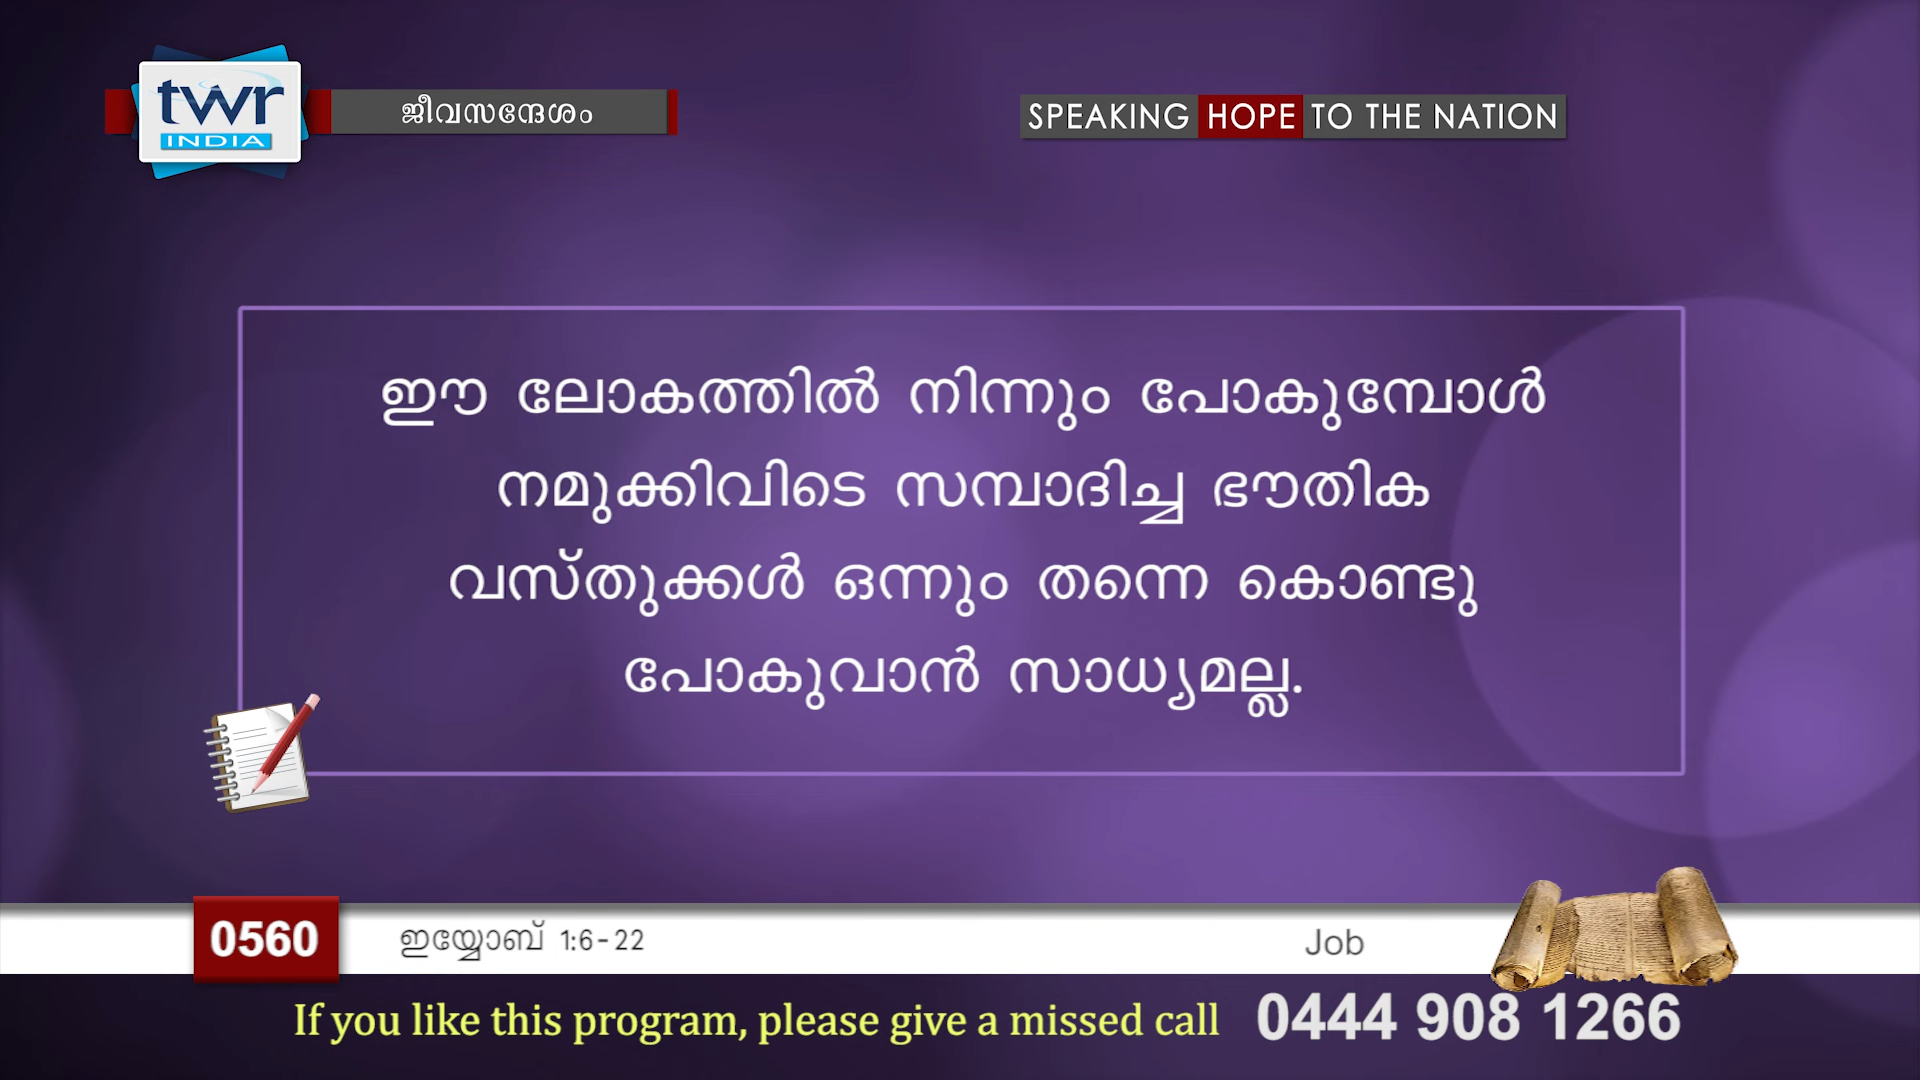 twr
INDIA
ജീവസന്ദേശം
SPEAKING HOPE TO THE NATION
ഈ ലോകത്തിൽ നിന്നും പോകുമ്പോൾ
നമുക്കിവിടെ സമ്പാദിച്ച ഭൗതിക
വസ്തുക്കൾ ഒന്നും തന്നെ കൊണ്ടു
പോകുവാൻ സാധ്യമല്ല.
0560
ഇയ്യോബ് 1:6-22
Job
If you like this program, please give a missed call 0444 908 1266